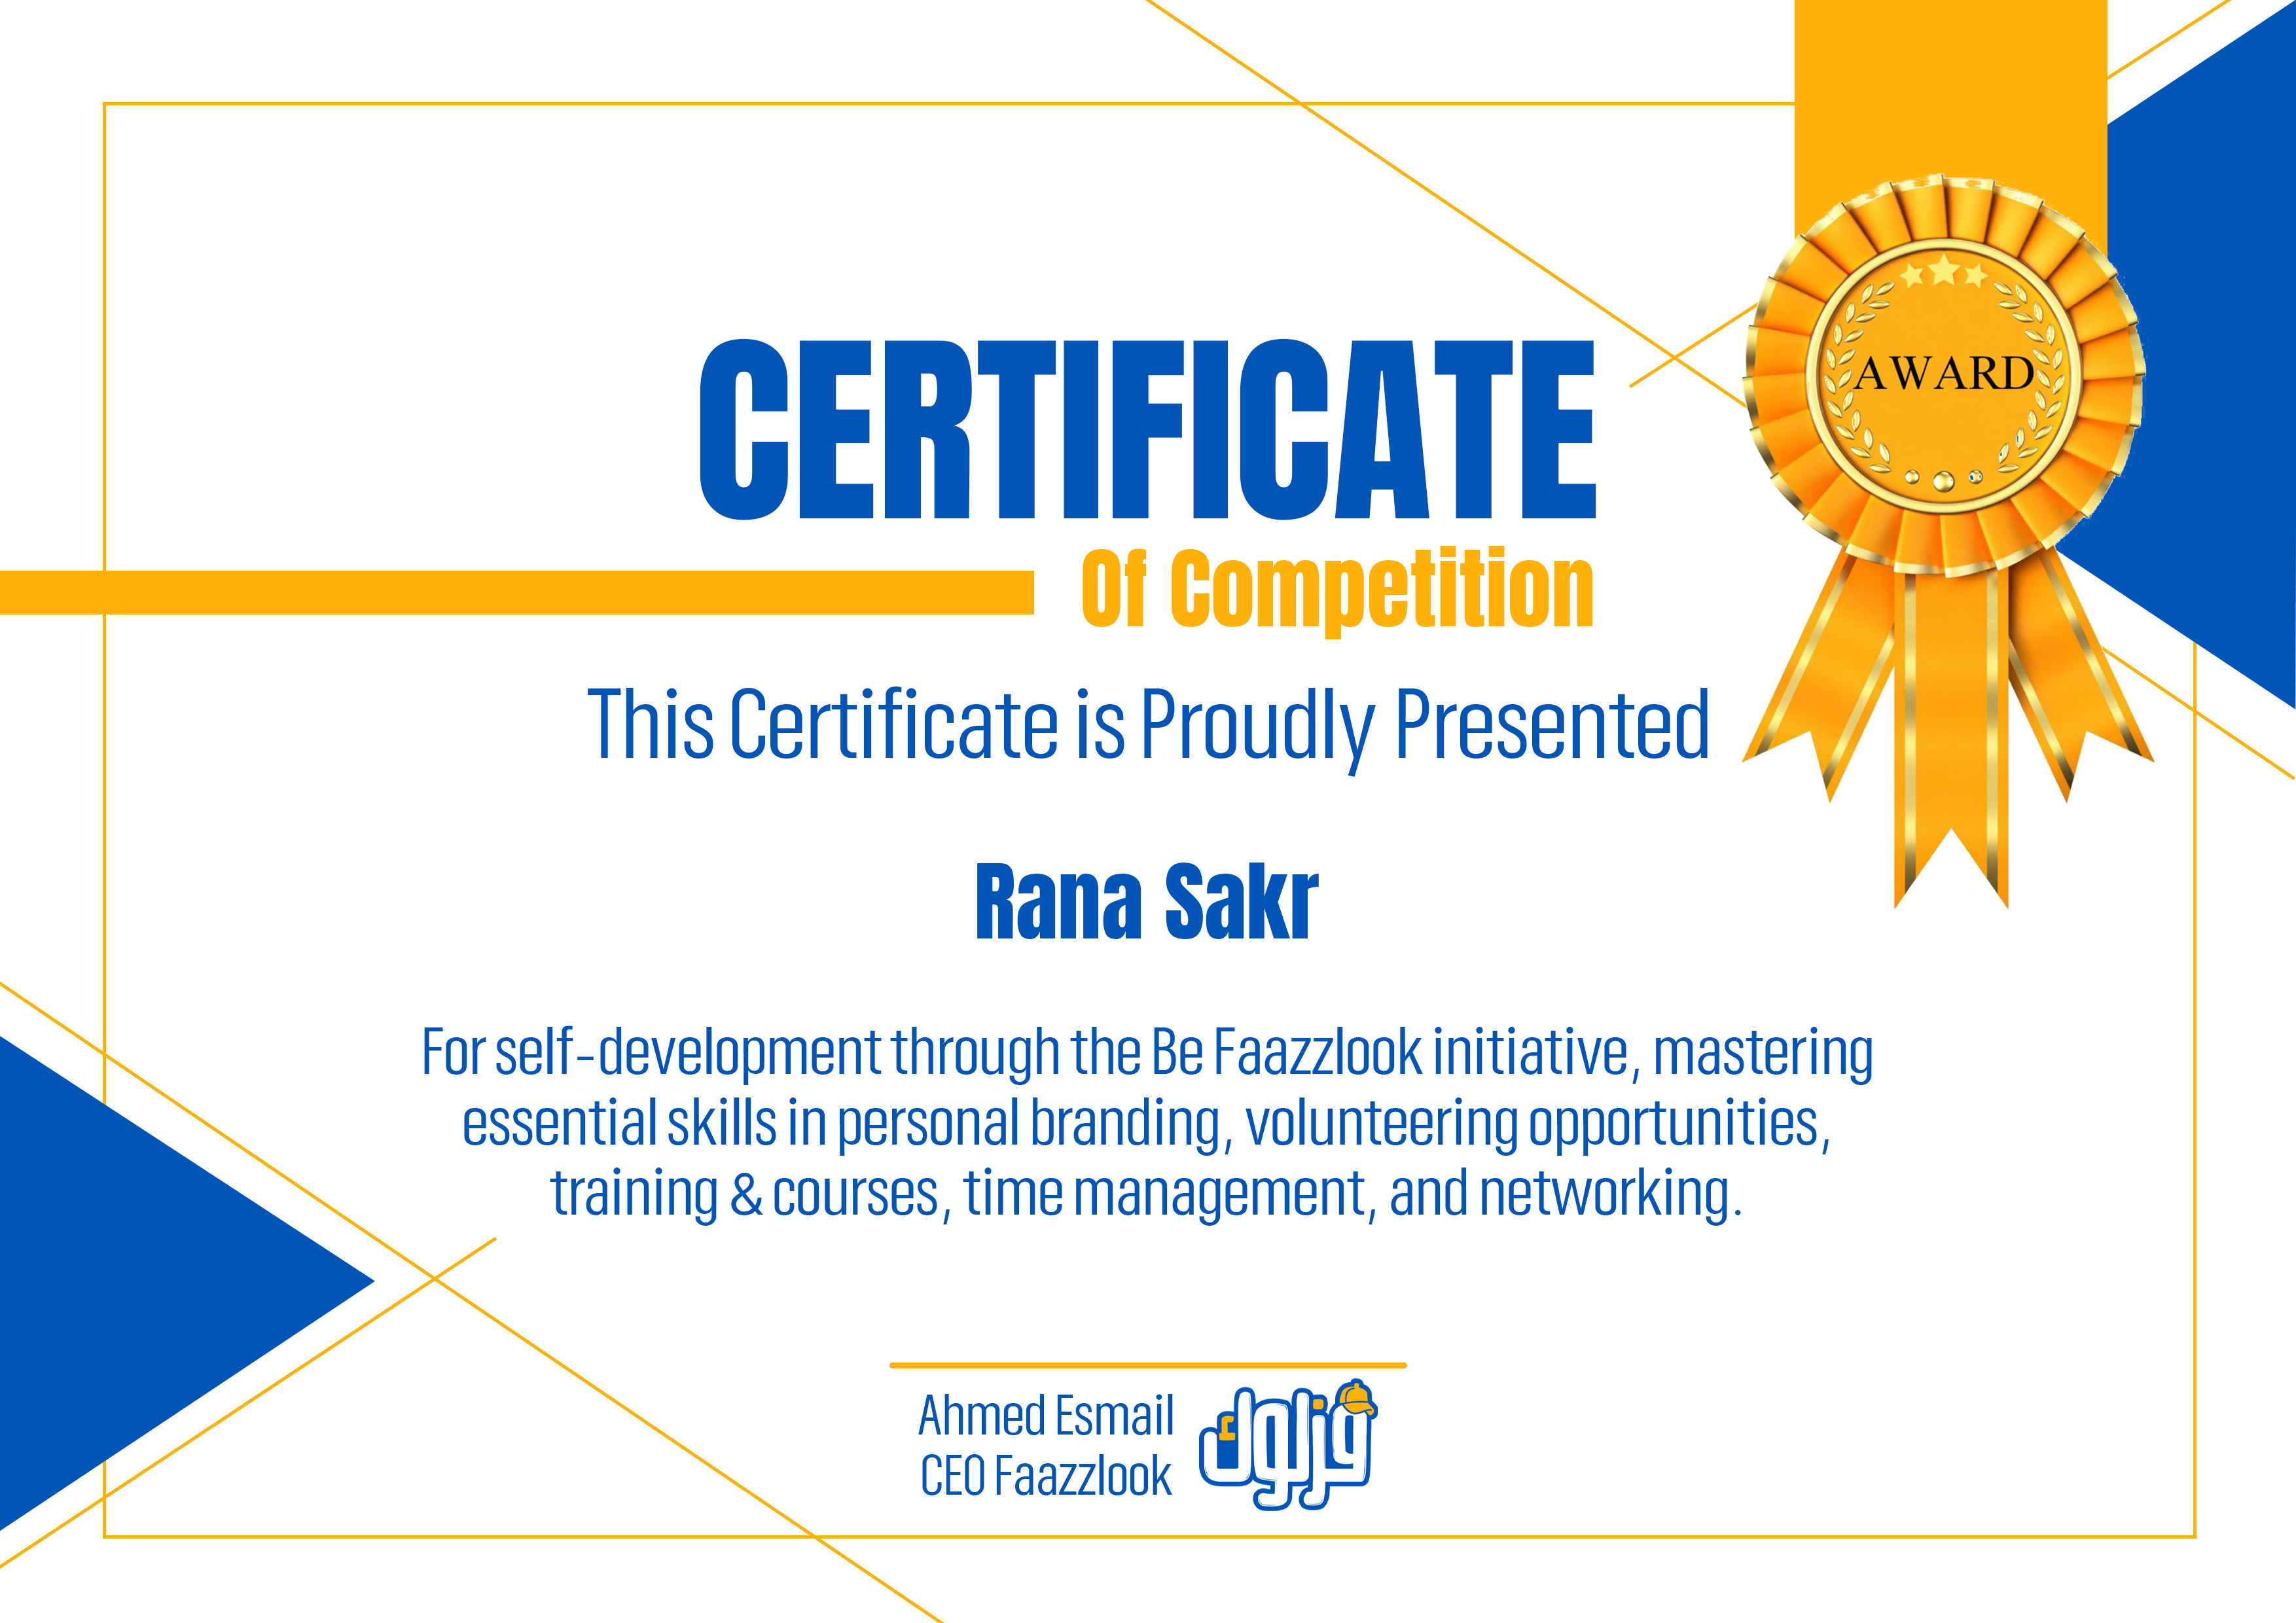 AWARD
CERTIFICATE
Of Competition
This Certificate is Proudly Presented
Rana Sakr
For self-development through the Be Faazzlook initiative, mastering
essential skills in personal branding, volunteering opportunities,
training & courses, time management, and networking.
Ahmed Esmail
CEO Faazzlook
فزلوك